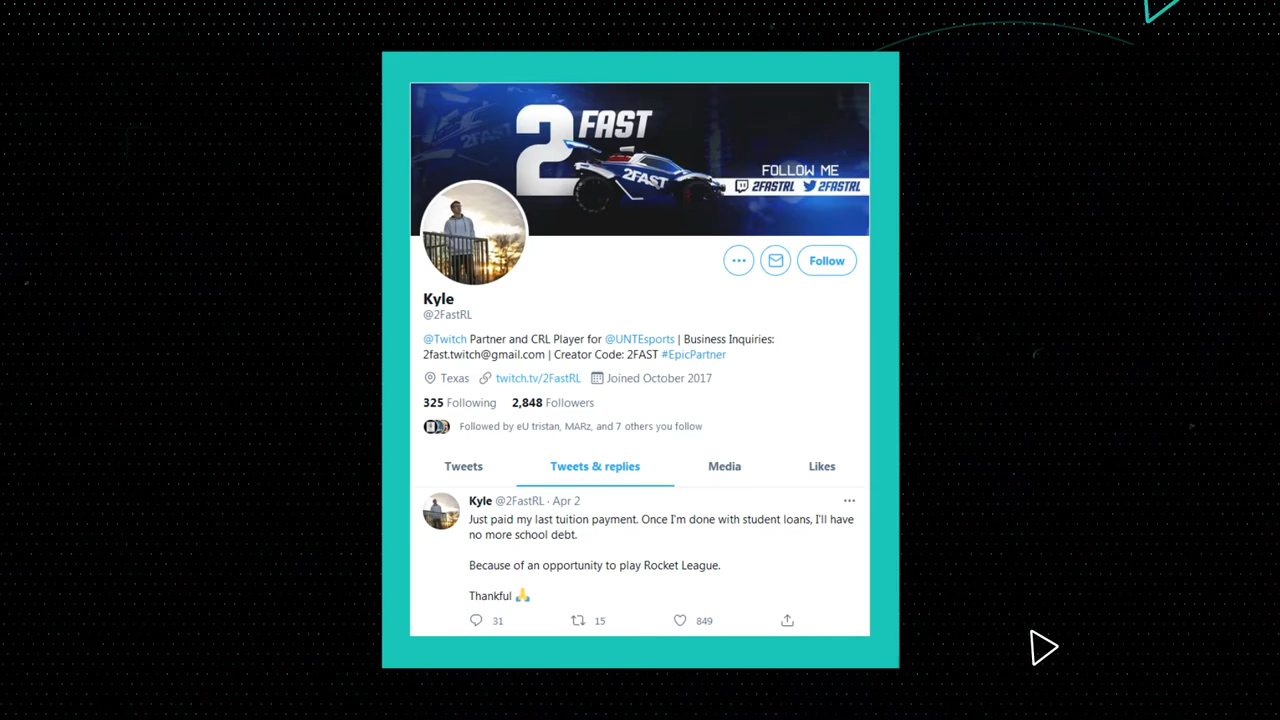 2 FAST
2FAST
2FAST
FOLLOW ME
2FASTRL 2FASTRL
Follow
Kyle
@2FastRL
@Twitch Partner and CRL Player for @UNTEsports | Business Inquiries:
2fast.twitch@gmail.com | Creator Code: 2FAST #EpicPartner
Texas twitch.tv/2FastRL Joined October 2017
325 Following 2,848 Followers
Followed by eU tristan, MARz, and 7 others you follow
Tweets Tweets & replies Media Likes
Kyle @2FastRL · Apr 2
Just paid my last tuition payment. Once I'm done with student loans, I'll have
no more school debt.
Because of an opportunity to play Rocket League.
Thankful 🙏
31 15 849